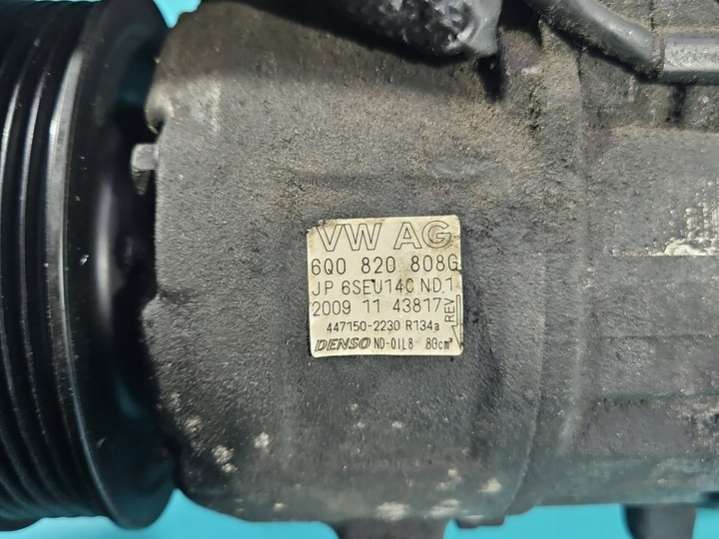 VW AG
6Q0 820 808G
JP 6SEU14C ND.1
2009 11 43817
REV
447150-2230 R134a
DENSO ND-OIL8 80cm³